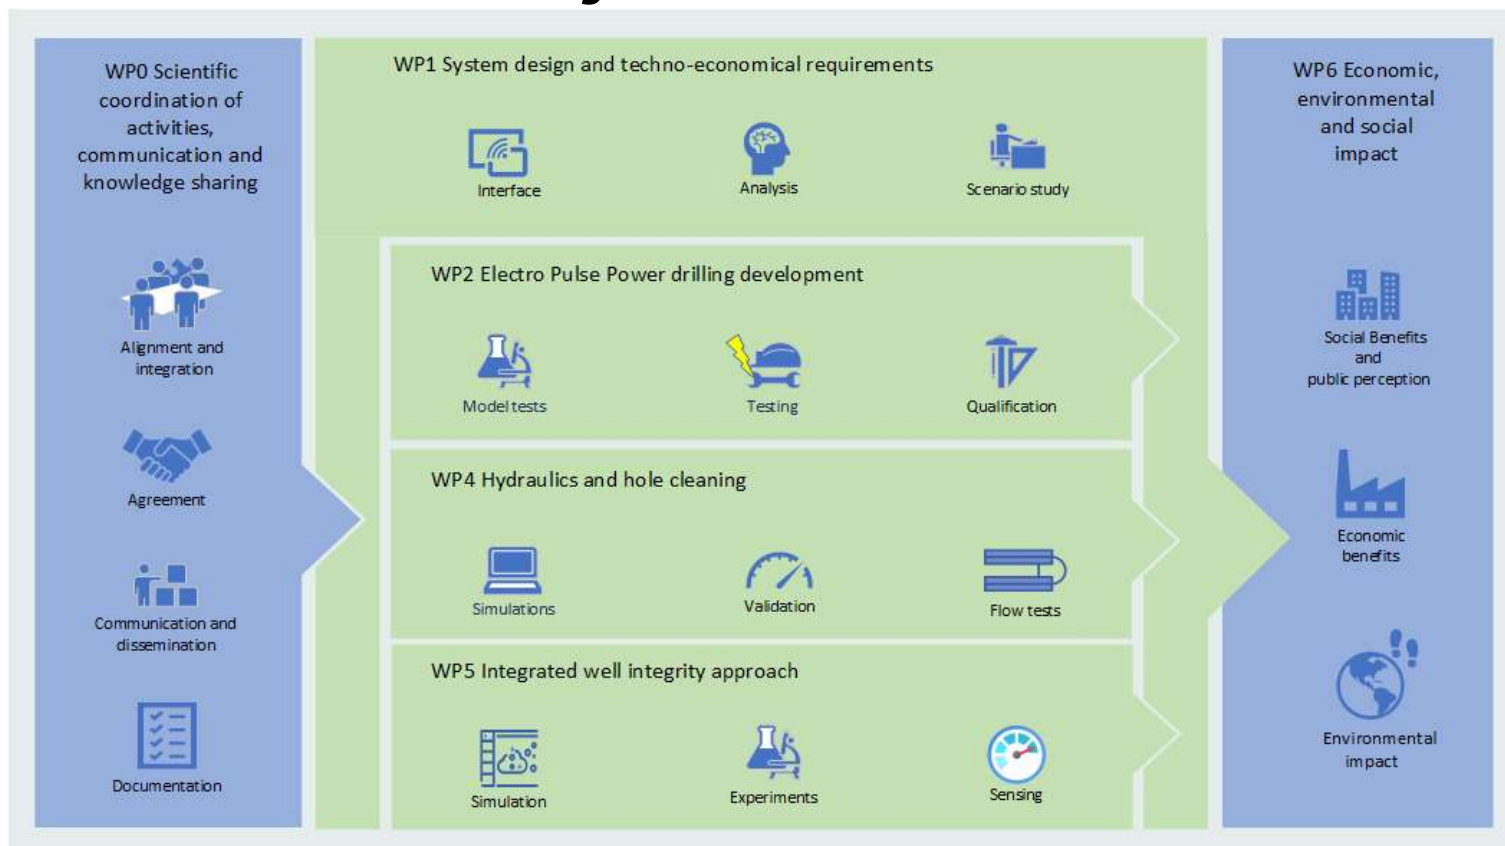 WP0 Scientific
coordination of
activities,
communication and
knowledge sharing
Alignment and
integration
Agreement
Communication and
dissemination
Documentation
WP1 System design and techno-economical requirements
Interface
Analysis
Scenario study
WP2 Electro Pulse Power drilling development
Model tests
Testing
Qualification
WP4 Hydraulics and hole cleaning
Simulations
Validation
Flow tests
WP5 Integrated well integrity approach
Simulation
Experiments
Sensing
WP6 Economic,
environmental
and social
impact
Social Benefits
and
public perception
Economic
benefits
Environmental
impact